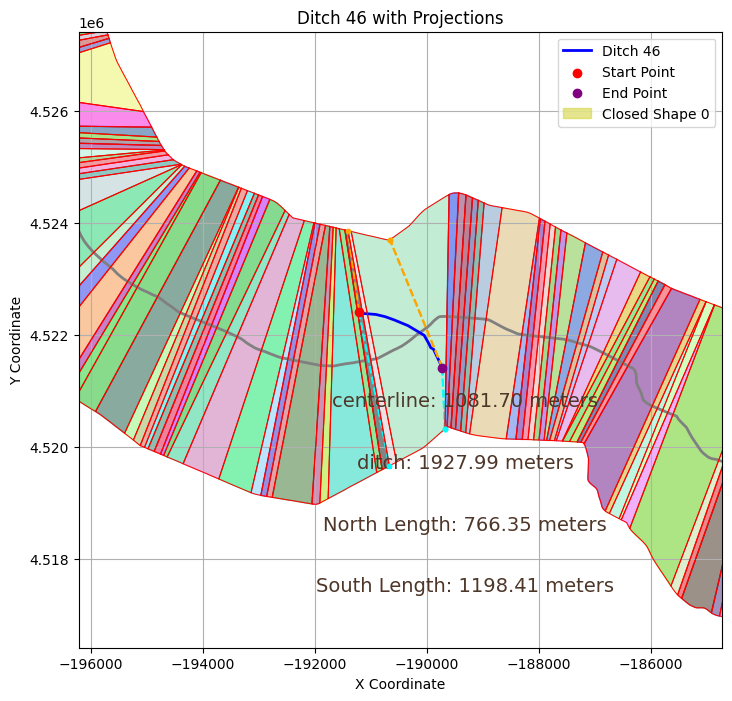 Ditch 46 with Projections
1e6
Ditch 46
Start Point
End Point
Closed Shape 0
4.526
4.524
4.522
4.520
4.518
Y Coordinate
centerline: 1081.70 meters
ditch: 1927.99 meters
North Length: 766.35 meters
South Length: 1198.41 meters
−196000 −194000 −192000 −190000 −188000 −186000
X Coordinate